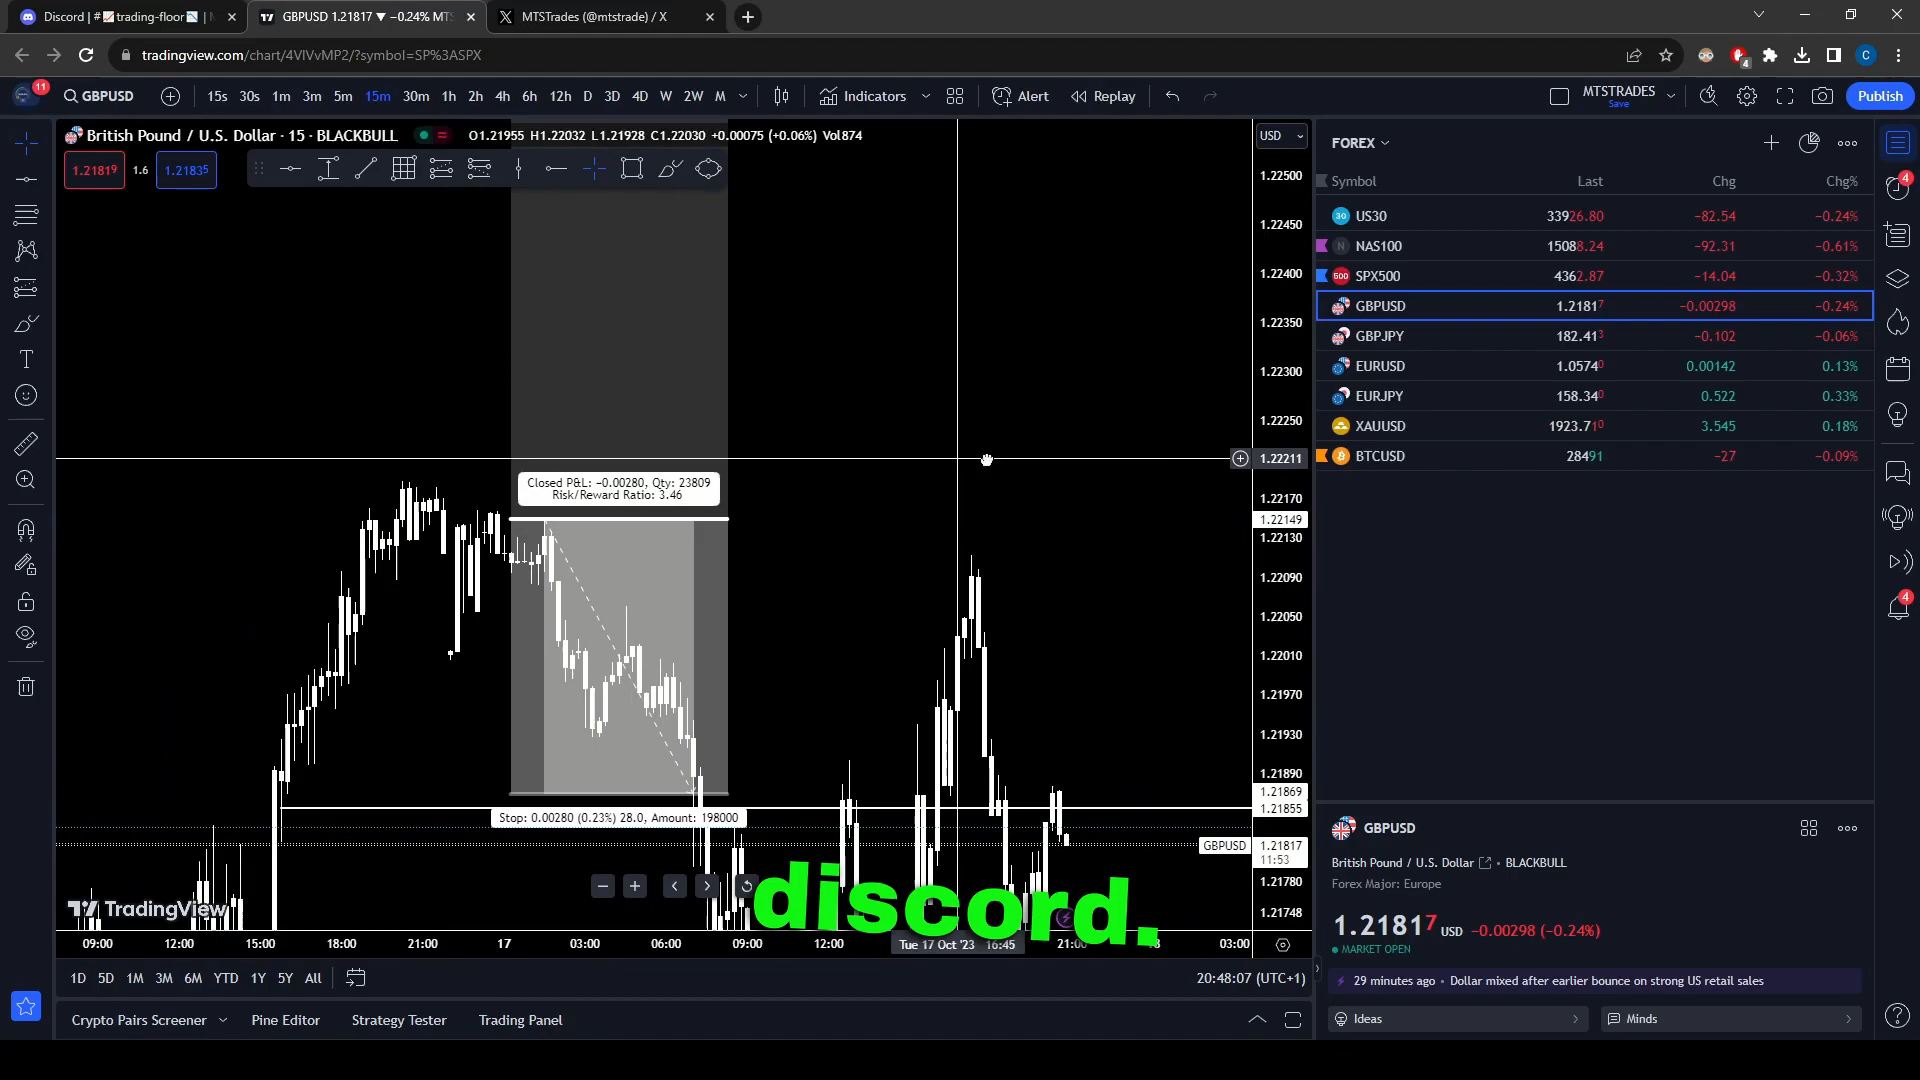 Discord | #📈trading-floor📉 |
GBPUSD 1.21817 ▼ −0.24% MTS
MTSTrades (@mtstrade) / X
tradingview.com/chart/4VIVvMP2/?symbol=SP%3ASPX
4
C
11
GBPUSD
15s 30s 1m 3m 5m 15m 30m 1h 2h 4h 6h 12h D 3D 4D W 2W M
Indicators
Alert
Replay
MTSTRADES
Save
Publish
British Pound / U.S. Dollar · 15 · BLACKBULL
O1.21955 H1.22032 L1.21928 C1.22030 +0.00075 (+0.06%) Vol874
USD
1.21819
1.6
1.21835
1.22500
1.22450
1.22400
1.22350
1.22300
1.22250
1.22211
1.22170
1.22149
1.22130
1.22090
1.22050
1.22010
1.21970
1.21930
1.21890
1.21869
1.21855
GBPUSD 1.21817
11:53
1.21780
1.21748
Closed P&L: −0.00280, Qty: 23809
Risk/Reward Ratio: 3.46
Stop: 0.00280 (0.23%) 28.0, Amount: 198000
discord.
TradingView
09:00 12:00 15:00 18:00 21:00 17 03:00 06:00 09:00 12:00 Tue 17 Oct '23 16:45 21:00 03:00
1D 5D 1M 3M 6M YTD 1Y 5Y All
20:48:07 (UTC+1)
Crypto Pairs Screener
Pine Editor
Strategy Tester
Trading Panel
FOREX
Symbol Last Chg Chg%
30 US30 33926.80 −82.54 −0.24%
N NAS100 15088.24 −92.31 −0.61%
500 SPX500 4362.87 −14.04 −0.32%
GBPUSD 1.21817 −0.00298 −0.24%
GBPJPY 182.413 −0.102 −0.06%
EURUSD 1.05740 0.00142 0.13%
EURJPY 158.340 0.522 0.33%
XAUUSD 1923.710 3.545 0.18%
BTCUSD 28491 −27 −0.09%
GBPUSD
British Pound / U.S. Dollar • BLACKBULL
Forex Major: Europe
1.21817 USD −0.00298 (−0.24%)
MARKET OPEN
29 minutes ago • Dollar mixed after earlier bounce on strong US retail sales
Ideas
Minds
4
4